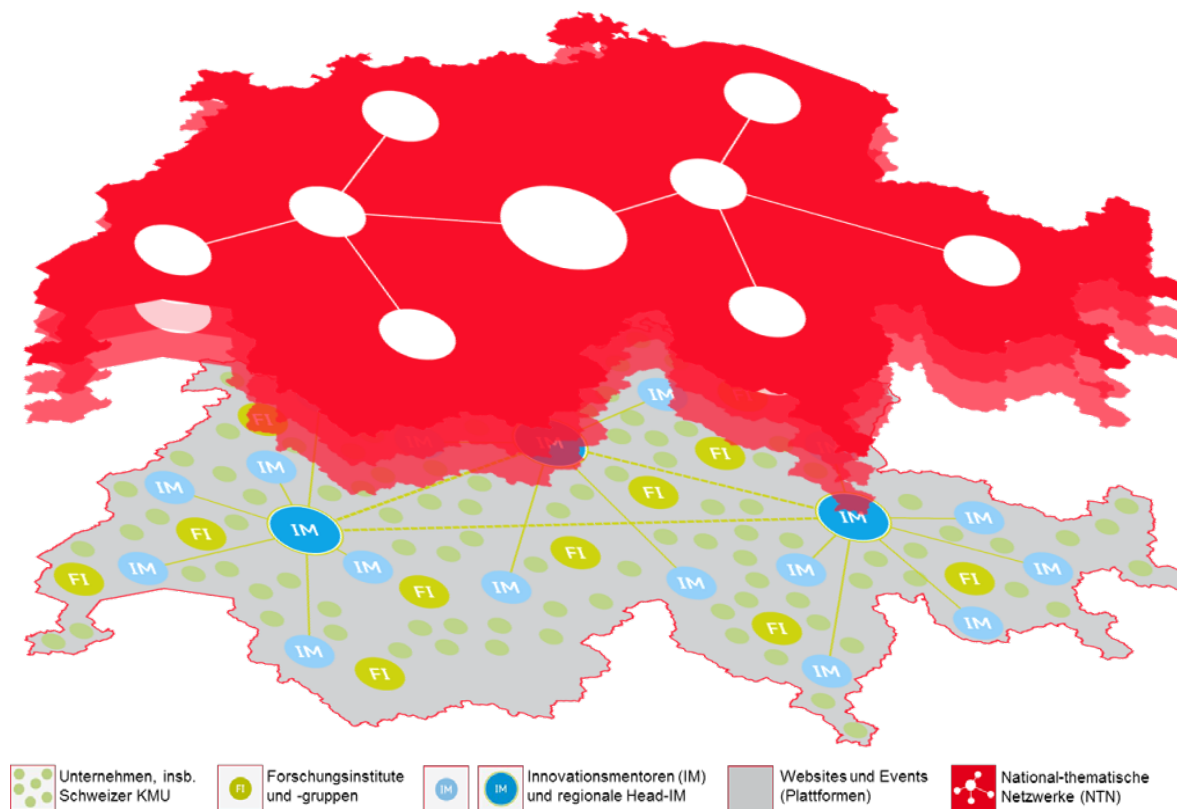 IM
FI
IM
FI
IM
IM
FI
IM
IM
IM
FI
FI
IM
IM
IM
IM
FI
FI
IM
IM
IM
FI
IM
FI
IM
IM
FI
Unternehmen, insb.
Schweizer KMU
FI
Forschungsinstitute
und -gruppen
IM
IM
Innovationsmentoren (IM)
und regionale Head-IM
Websites und Events
(Plattformen)
National-thematische
Netzwerke (NTN)